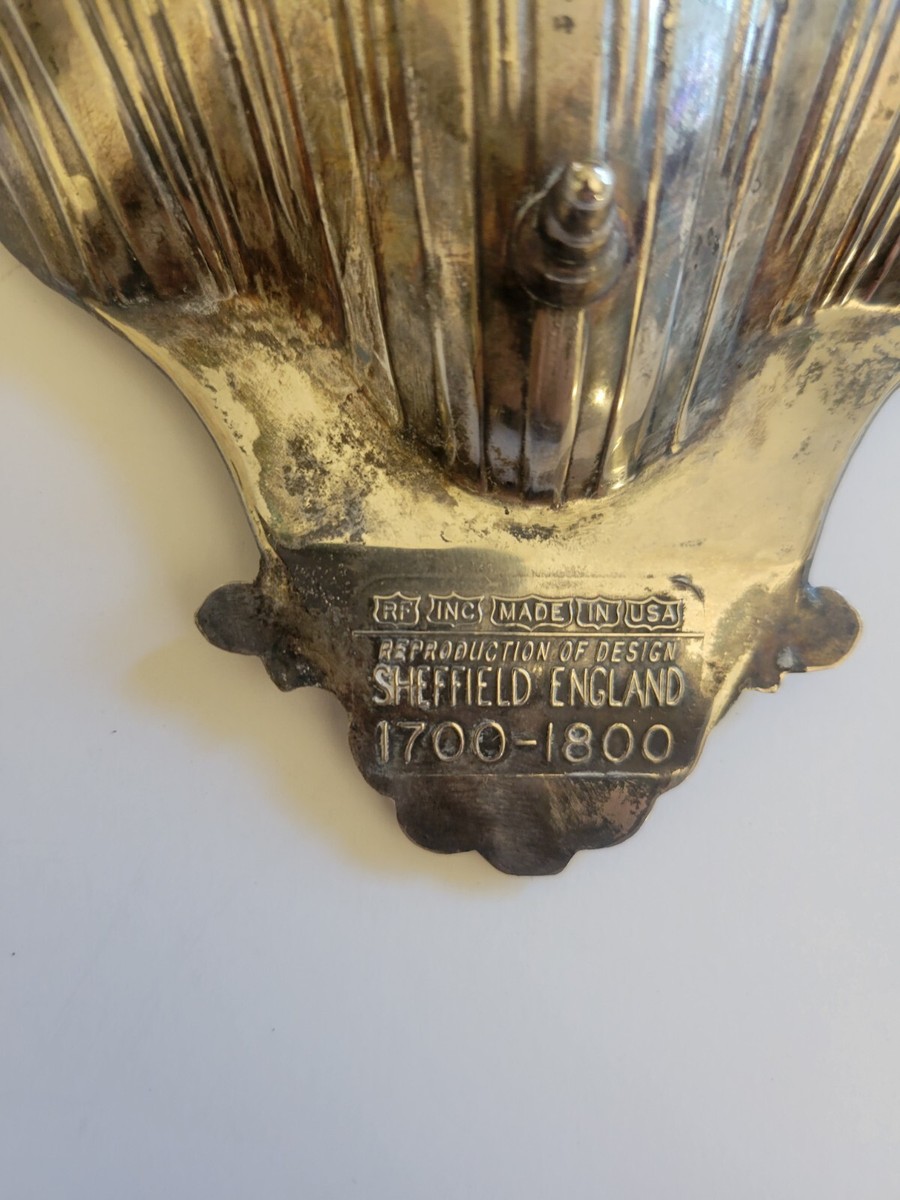 RF INC MADE IN USA
REPRODUCTION OF DESIGN
SHEFFIELD" ENGLAND
1700-1800